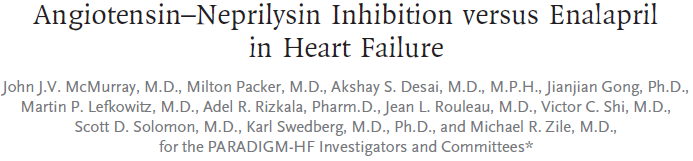 Angiotensin–Neprilysin Inhibition versus Enalapril
in Heart Failure
John J.V. McMurray, M.D., Milton Packer, M.D., Akshay S. Desai, M.D., M.P.H., Jianjian Gong, Ph.D.,
Martin P. Lefkowitz, M.D., Adel R. Rizkala, Pharm.D., Jean L. Rouleau, M.D., Victor C. Shi, M.D.,
Scott D. Solomon, M.D., Karl Swedberg, M.D., Ph.D., and Michael R. Zile, M.D.,
for the PARADIGM-HF Investigators and Committees*